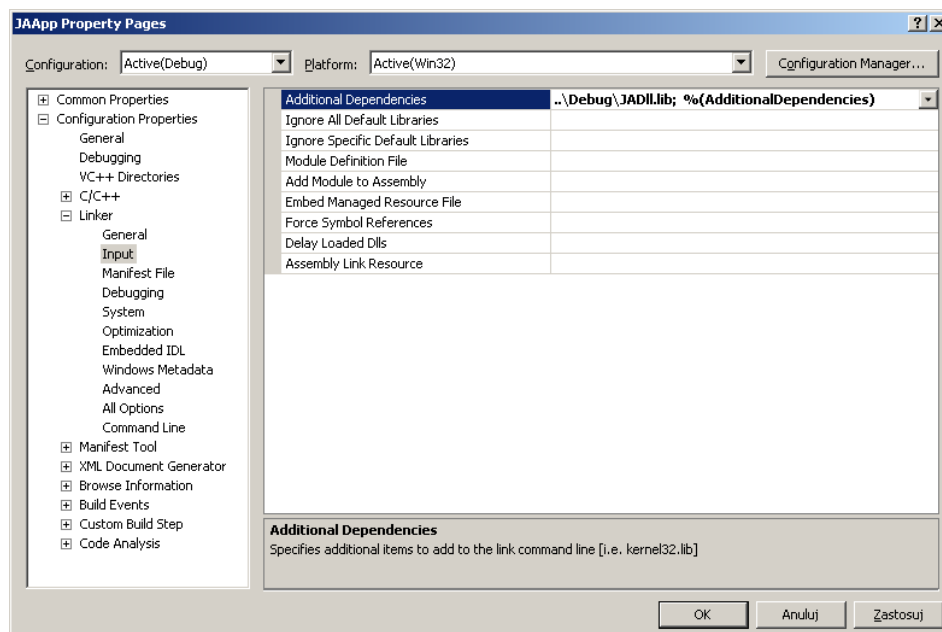 JAApp Property Pages
Configuration: Active(Debug) Platform: Active(Win32) Configuration Manager...
Common Properties
Configuration Properties
General
Debugging
VC++ Directories
C/C++
Linker
General
Input
Manifest File
Debugging
System
Optimization
Embedded IDL
Windows Metadata
Advanced
All Options
Command Line
Manifest Tool
XML Document Generator
Browse Information
Build Events
Custom Build Step
Code Analysis
Additional Dependencies ..\Debug\JADll.lib; %(AdditionalDependencies)
Ignore All Default Libraries
Ignore Specific Default Libraries
Module Definition File
Add Module to Assembly
Embed Managed Resource File
Force Symbol References
Delay Loaded Dlls
Assembly Link Resource
Additional Dependencies
Specifies additional items to add to the link command line [i.e. kernel32.lib]
OK Anuluj Zastosuj